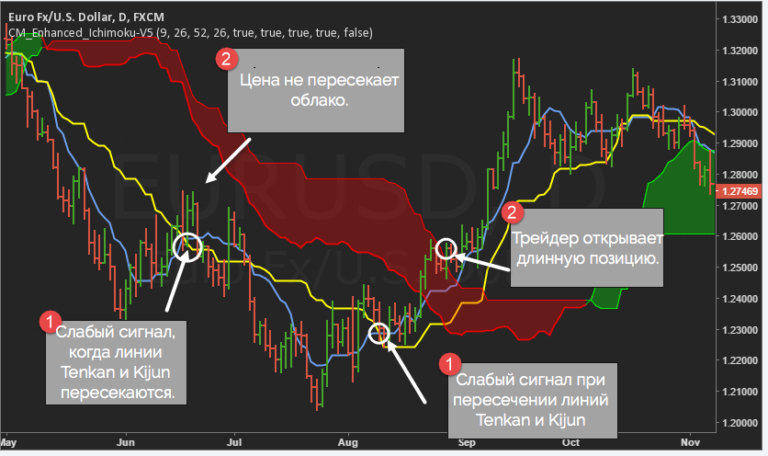 Euro Fx/U.S. Dollar, D, FXCM
CM_Enhanced_Ichimoku-V5 (9, 26, 52, 26, true, true, true, true, false)
2
Цена не пересекает
облако.
2
Трейдер открывает
длинную позицию.
1
Слабый сигнал,
когда линии
Tenkan и Kijun
пересекаются.
1
Слабый сигнал при
пересечении линий
Tenkan и Kijun
EURUSD, D
Euro Fx/U.S. Dollar
1.33000
1.32000
1.31000
1.30000
1.29000
1.28000
1.27469
1.27000
1.26000
1.25000
1.24000
1.23000
1.22000
1.21000
1.20000
May Jun Jul Aug Sep Oct Nov